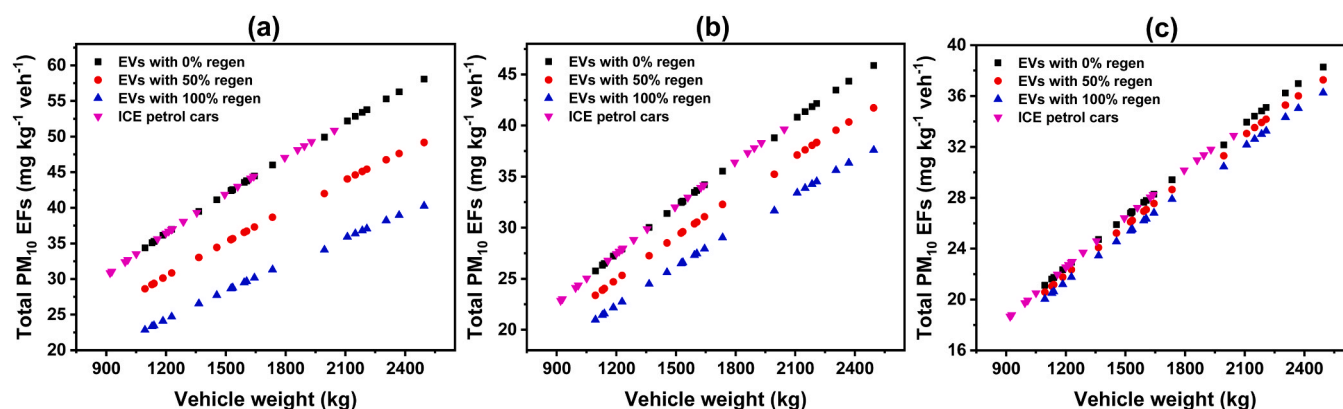 (a)
Total PM₁₀ EFs (mg kg⁻¹ veh⁻¹)
60
55
50
45
40
35
30
25
20
EVs with 0% regen
EVs with 50% regen
EVs with 100% regen
ICE petrol cars
900 1200 1500 1800 2100 2400
Vehicle weight (kg)
(b)
Total PM₁₀ EFs (mg kg⁻¹ veh⁻¹)
45
40
35
30
25
20
EVs with 0% regen
EVs with 50% regen
EVs with 100% regen
ICE petrol cars
900 1200 1500 1800 2100 2400
Vehicle weight (kg)
(c)
Total PM₁₀ EFs (mg kg⁻¹ veh⁻¹)
40
36
32
28
24
20
16
EVs with 0% regen
EVs with 50% regen
EVs with 100% regen
ICE petrol cars
900 1200 1500 1800 2100 2400
Vehicle weight (kg)